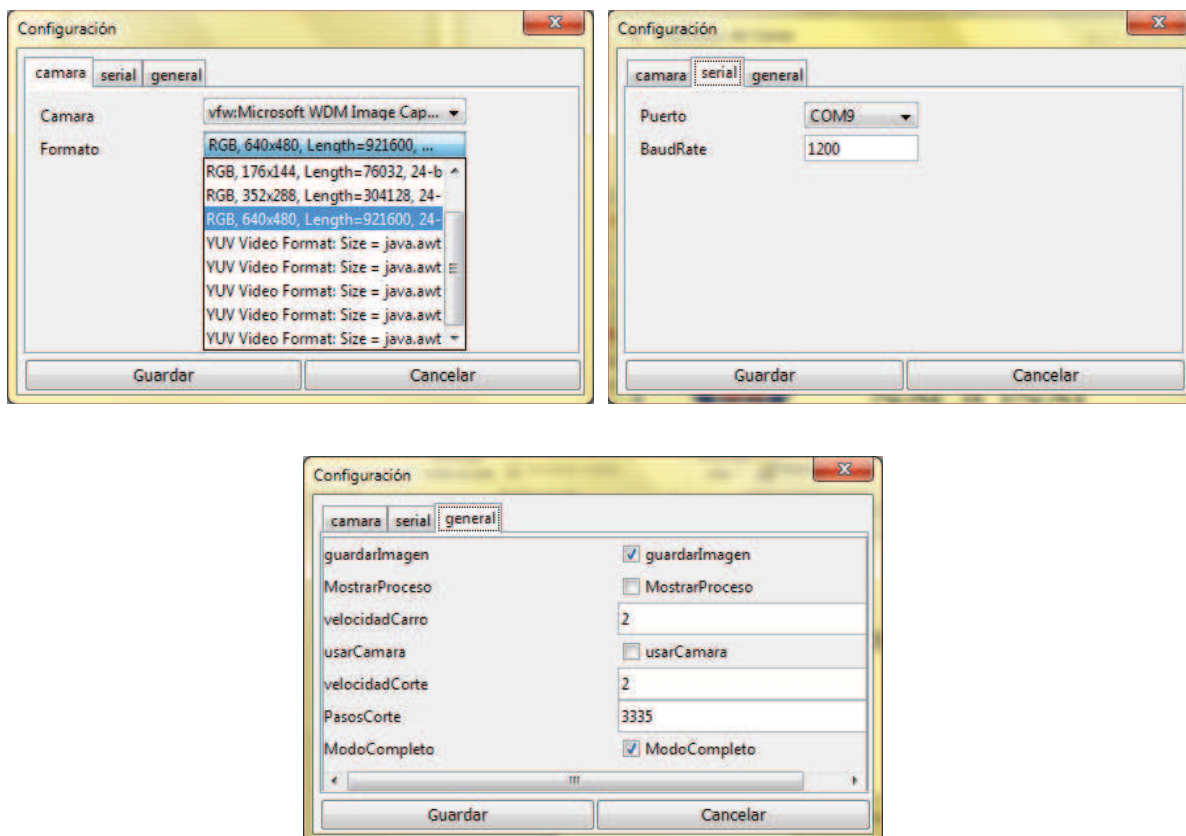 Configuración
camara serial general
Camara vfw:Microsoft WDM Image Cap...
Formato RGB, 640x480, Length=921600, ...
RGB, 176x144, Length=76032, 24-b
RGB, 352x288, Length=304128, 24-
RGB, 640x480, Length=921600, 24-
YUV Video Format: Size = java.awt
YUV Video Format: Size = java.awt
YUV Video Format: Size = java.awt
YUV Video Format: Size = java.awt
YUV Video Format: Size = java.awt
Guardar Cancelar
Configuración
camara serial general
Puerto COM9
BaudRate 1200
Guardar Cancelar
Configuración
camara serial general
guardarImagen guardarImagen
MostrarProceso MostrarProceso
velocidadCarro 2
usarCamara usarCamara
velocidadCorte 2
PasosCorte 3335
ModoCompleto ModoCompleto
Guardar Cancelar